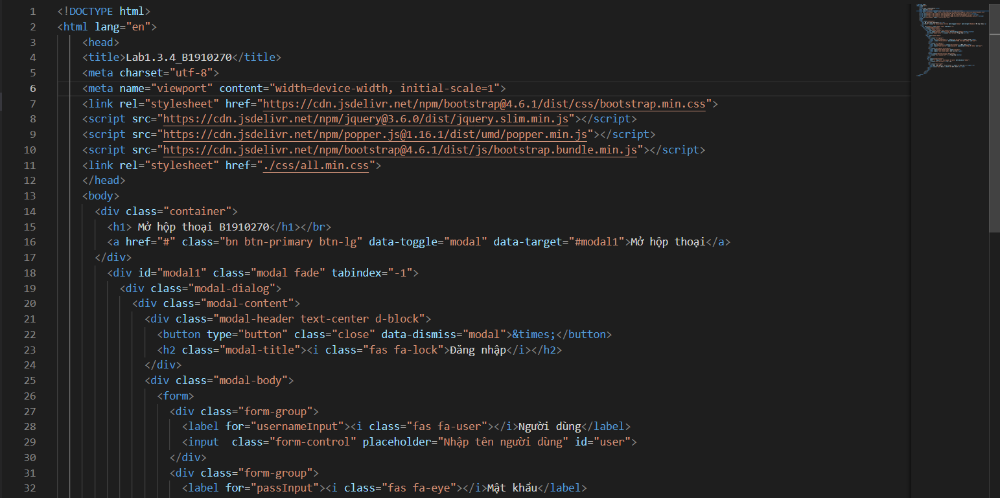 1 <!DOCTYPE html>
2 <html lang="en">
3 <head>
4 <title>Lab1.3.4_B1910270</title>
5 <meta charset="utf-8">
6 <meta name="viewport" content="width=device-width, initial-scale=1">
7 <link rel="stylesheet" href="https://cdn.jsdelivr.net/npm/bootstrap@4.6.1/dist/css/bootstrap.min.css">
8 <script src="https://cdn.jsdelivr.net/npm/jquery@3.6.0/dist/jquery.slim.min.js"></script>
9 <script src="https://cdn.jsdelivr.net/npm/popper.js@1.16.1/dist/umd/popper.min.js"></script>
10 <script src="https://cdn.jsdelivr.net/npm/bootstrap@4.6.1/dist/js/bootstrap.bundle.min.js"></script>
11 <link rel="stylesheet" href="./css/all.min.css">
12 </head>
13 <body>
14 <div class="container">
15 <h1> Mở hộp thoại B1910270</h1></br>
16 <a href="#" class="bn btn-primary btn-lg" data-toggle="modal" data-target="#modal1">Mở hộp thoại</a>
17 </div>
18 <div id="modal1" class="modal fade" tabindex="-1">
19 <div class="modal-dialog">
20 <div class="modal-content">
21 <div class="modal-header text-center d-block">
22 <button type="button" class="close" data-dismiss="modal">&times;</button>
23 <h2 class="modal-title"><i class="fas fa-lock">Đăng nhập</i></h2>
24 </div>
25 <div class="modal-body">
26 <form>
27 <div class="form-group">
28 <label for="usernameInput"><i class="fas fa-user"></i>Người dùng</label>
29 <input  class="form-control" placeholder="Nhập tên người dùng" id="user">
30 </div>
31 <div class="form-group">
32 <label for="passInput"><i class="fas fa-eye"></i>Mật khẩu</label>